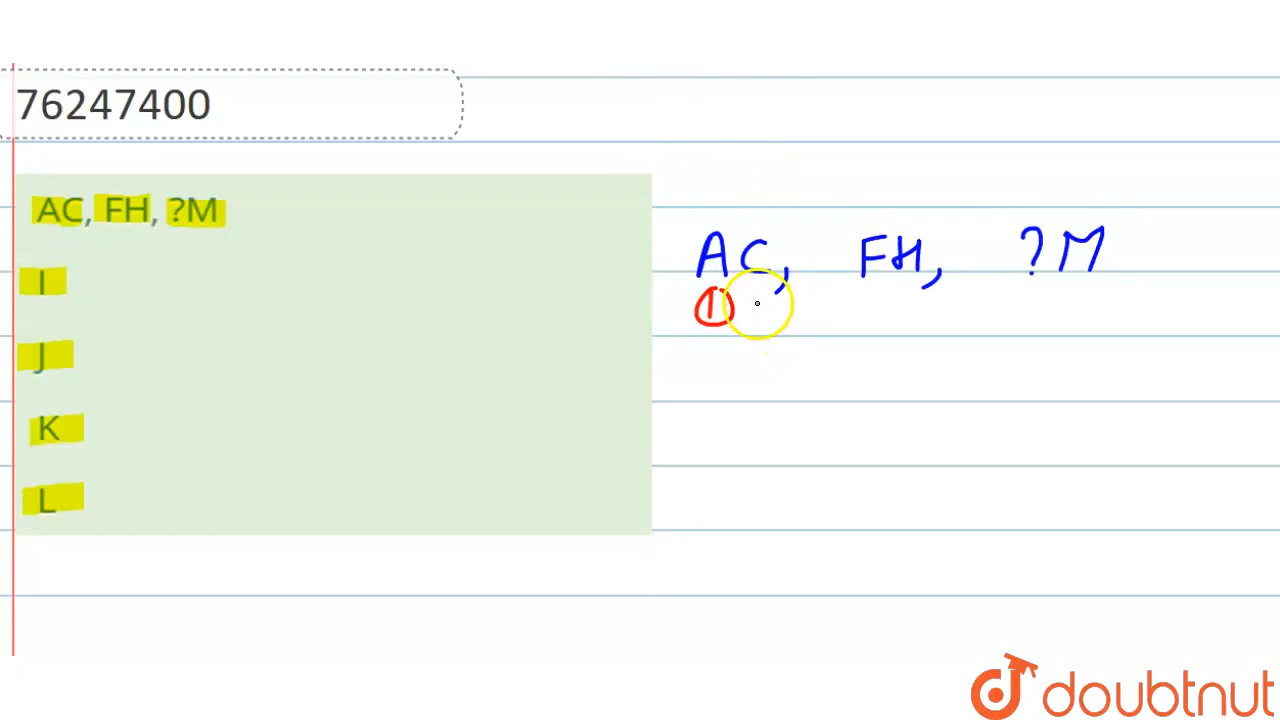 76247400
AC, FH, ?M
I
J
K
L
AC, FH, ?M
1
doubtnut